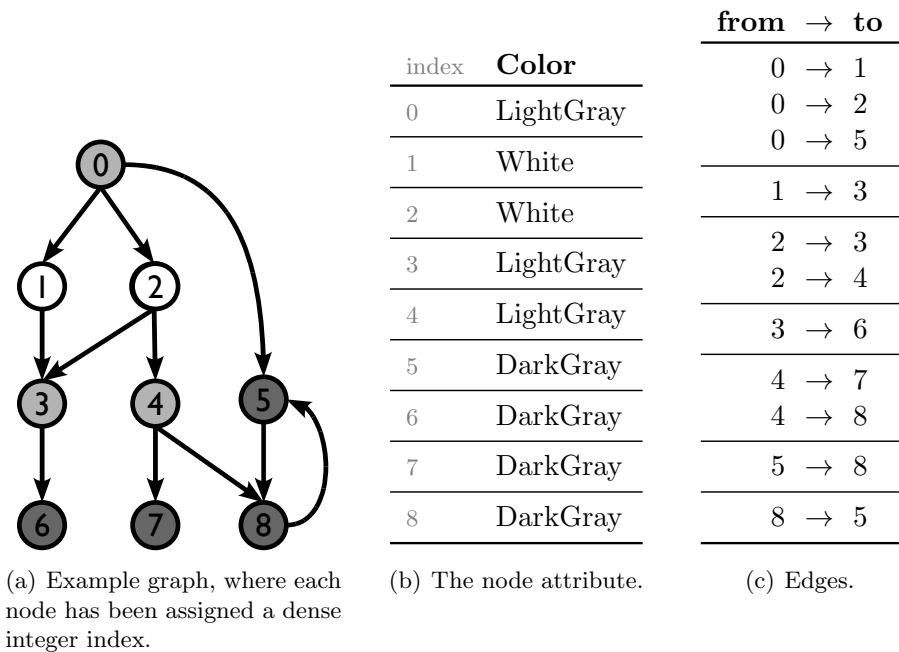 0
1
2
3
4
5
6
7
8
(a) Example graph, where each
node has been assigned a dense
integer index.
index Color
0 LightGray
1 White
2 White
3 LightGray
4 LightGray
5 DarkGray
6 DarkGray
7 DarkGray
8 DarkGray
(b) The node attribute.
from → to
0 → 1
0 → 2
0 → 5
1 → 3
2 → 3
2 → 4
3 → 6
4 → 7
4 → 8
5 → 8
8 → 5
(c) Edges.